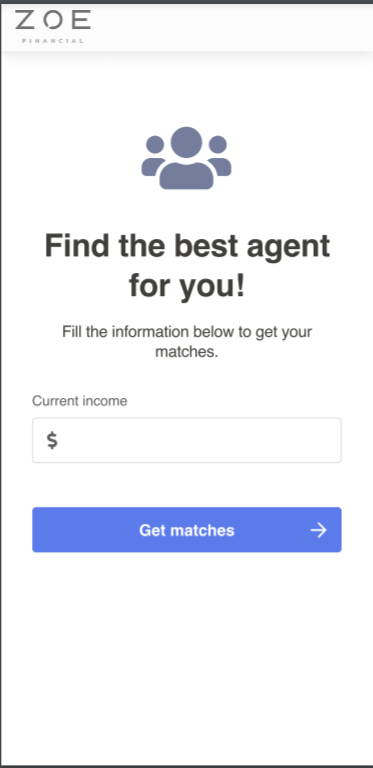 ZOE
FINANCIAL
Find the best agent
for you!
Fill the information below to get your
matches.
Current income
$
Get matches